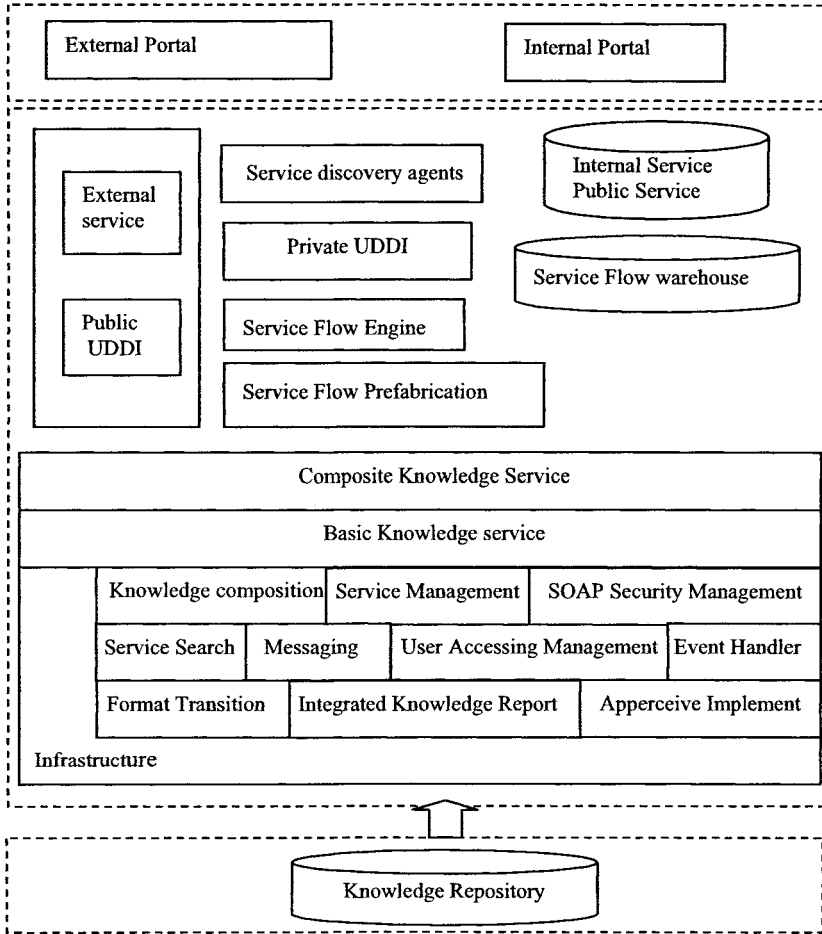 External Portal
Internal Portal
External
service
Public
UDDI
Service discovery agents
Private UDDI
Service Flow Engine
Service Flow Prefabrication
Internal Service
Public Service
Service Flow warehouse
Composite Knowledge Service
Basic Knowledge service
Knowledge composition
Service Management
SOAP Security Management
Service Search
Messaging
User Accessing Management
Event Handler
Format Transition
Integrated Knowledge Report
Apperceive Implement
Infrastructure
Knowledge Repository